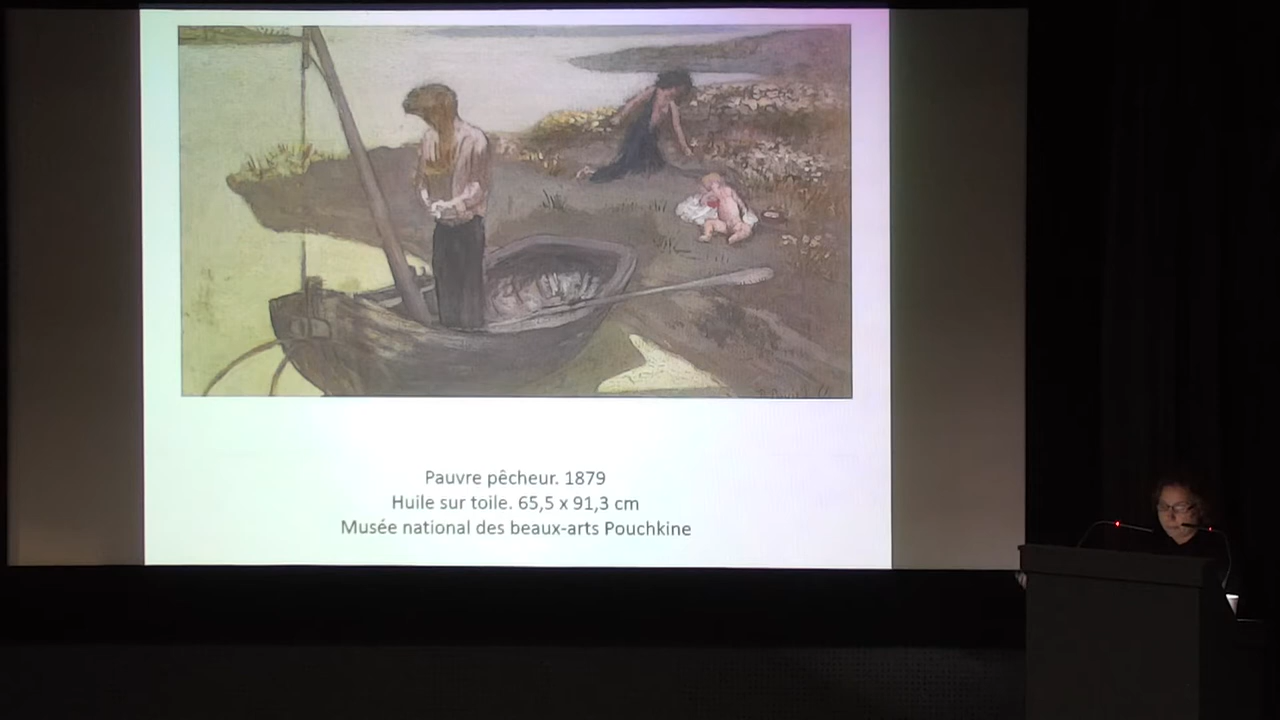 Pauvre pêcheur. 1879
Huile sur toile. 65,5 x 91,3 cm
Musée national des beaux-arts Pouchkine